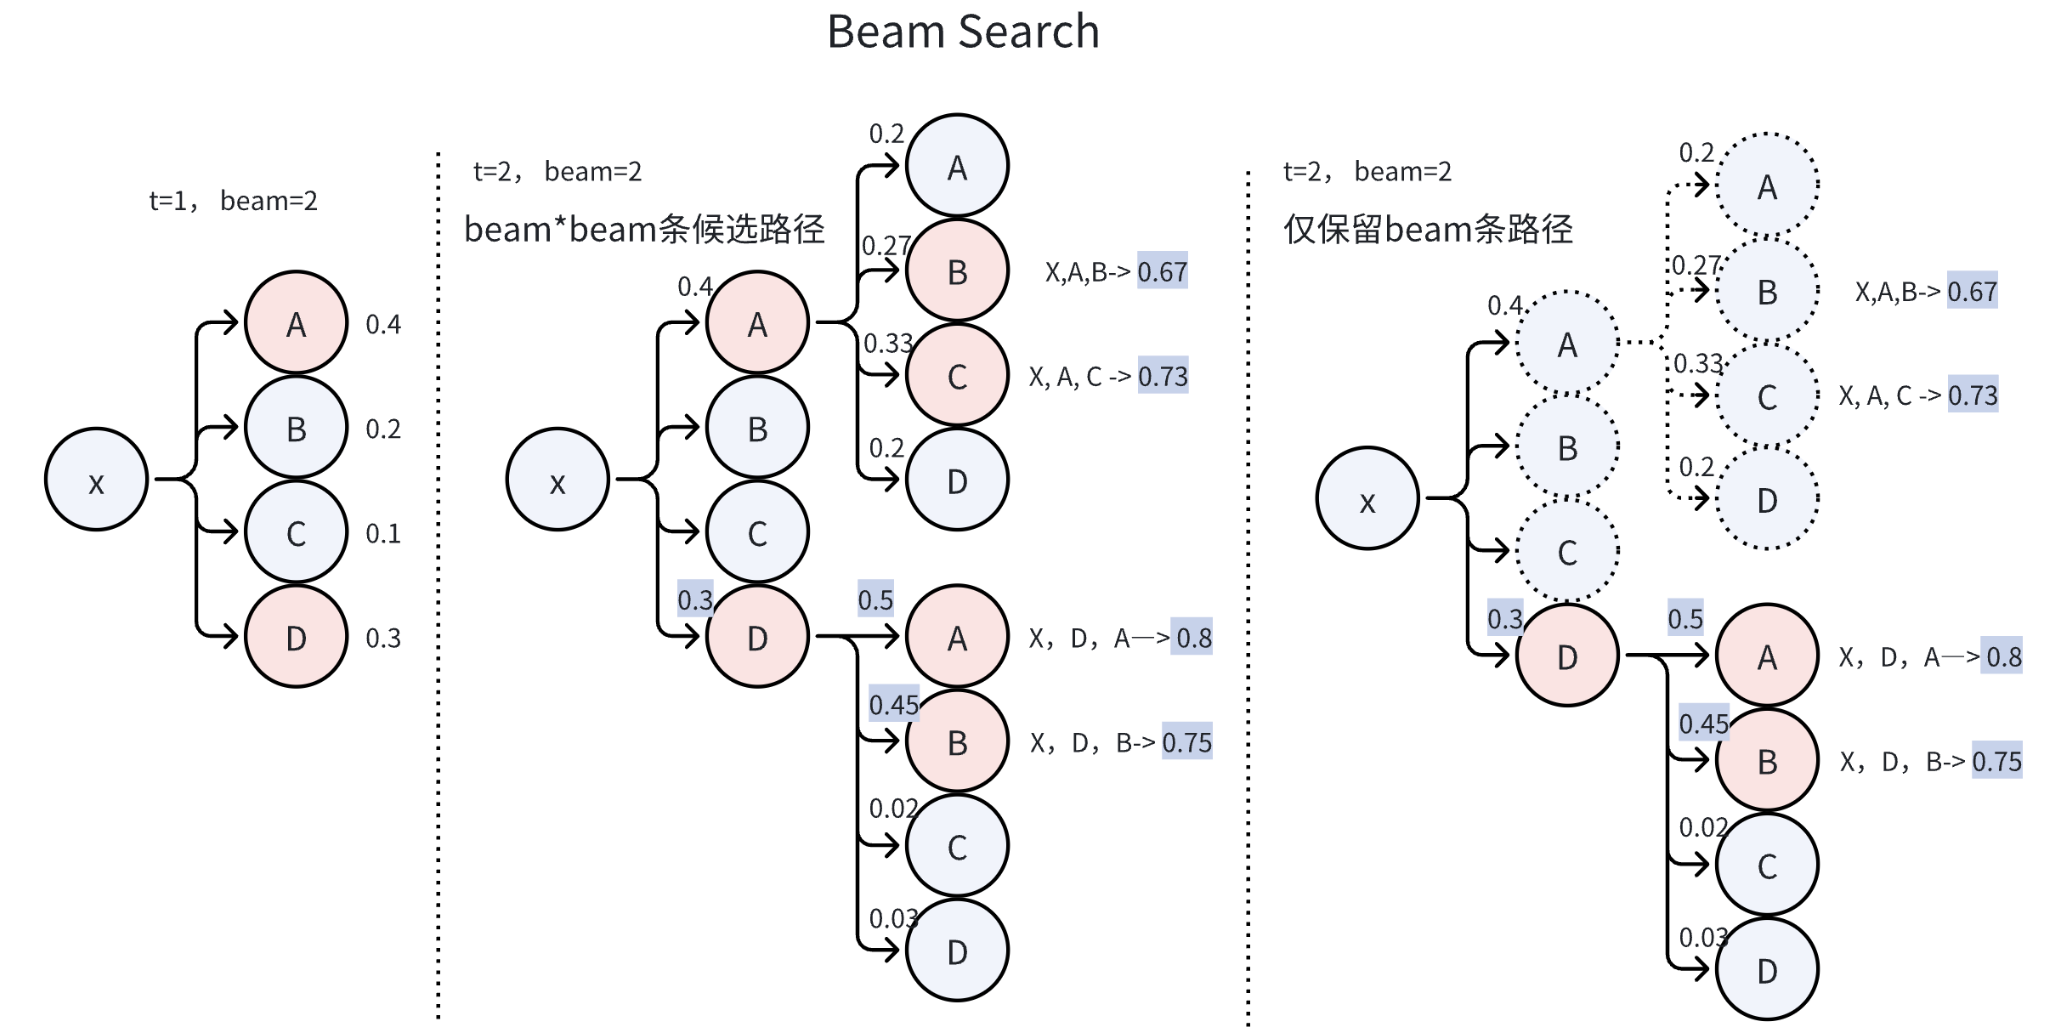 Beam Search
t=1， beam=2
x
A
0.4
B
0.2
C
0.1
D
0.3
t=2， beam=2
beam*beam条候选路径
x
0.4
A
B
C
0.3
D
0.2
A
0.27
B
X,A,B-> 0.67
0.33
C
X, A, C -> 0.73
0.2
D
0.5
A
X，D，A—> 0.8
0.45
B
X，D，B-> 0.75
0.02
C
0.03
D
t=2， beam=2
仅保留beam条路径
x
0.4
A
B
C
0.3
D
0.2
A
0.27
B
X,A,B-> 0.67
0.33
C
X, A, C -> 0.73
0.2
D
0.5
A
X，D，A—> 0.8
0.45
B
X，D，B-> 0.75
0.02
C
0.03
D